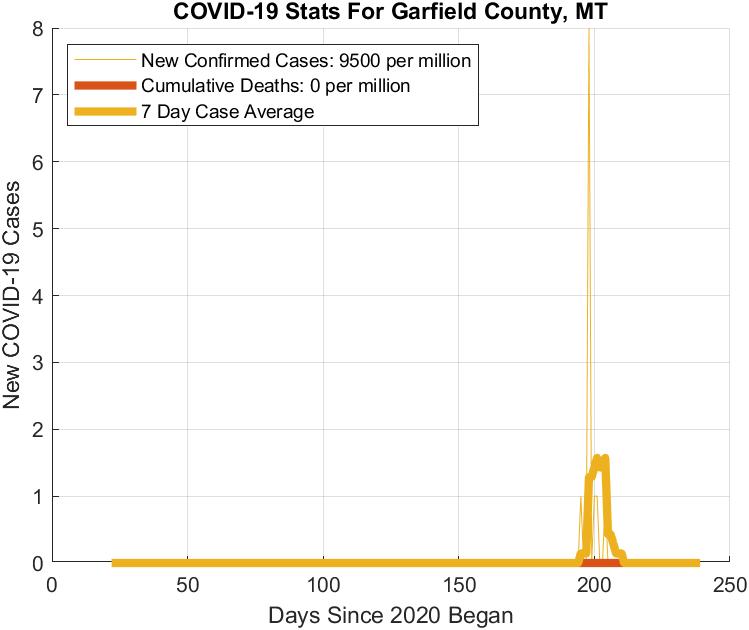 COVID-19 Stats For Garfield County, MT
New Confirmed Cases: 9500 per million
Cumulative Deaths: 0 per million
7 Day Case Average
New COVID-19 Cases
8
7
6
5
4
3
2
1
0
0 50 100 150 200 250
Days Since 2020 Began